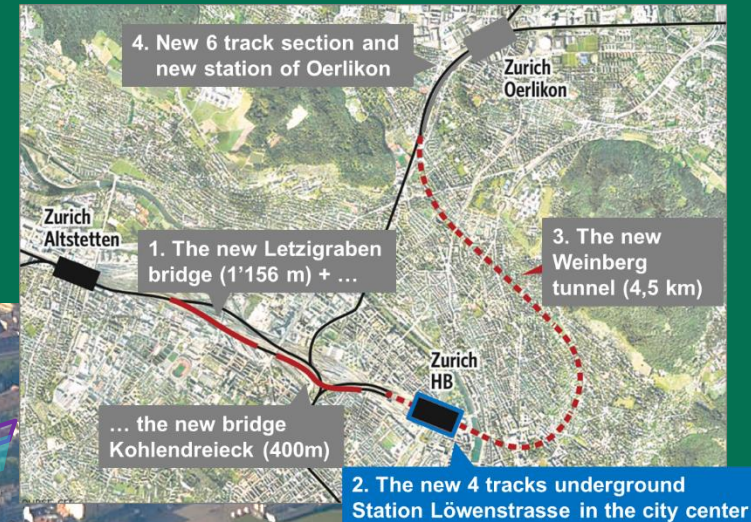 4. New 6 track section and
new station of Oerlikon
Zurich
Oerlikon
Zurich
Altstetten
1. The new Letzigraben
bridge (1'156 m) + …
3. The new
Weinberg
tunnel (4,5 km)
Zurich
HB
… the new bridge
Kohlendreieck (400m)
2. The new 4 tracks underground
Station Löwenstrasse in the city center